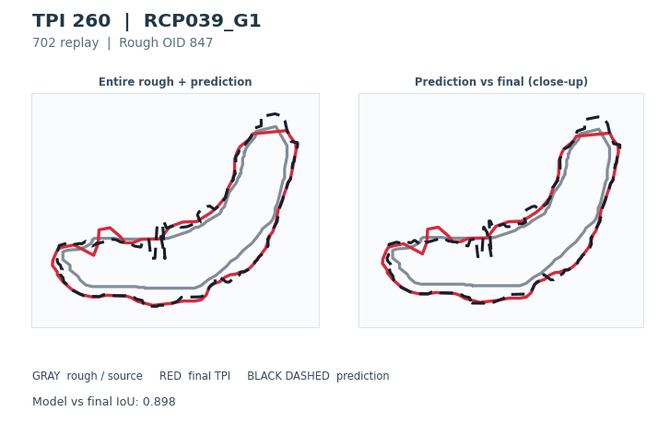 TPI 260 | RCP039_G1
702 replay | Rough OID 847
Entire rough + prediction
Prediction vs final (close-up)
GRAY rough / source RED final TPI BLACK DASHED prediction
Model vs final IoU: 0.898